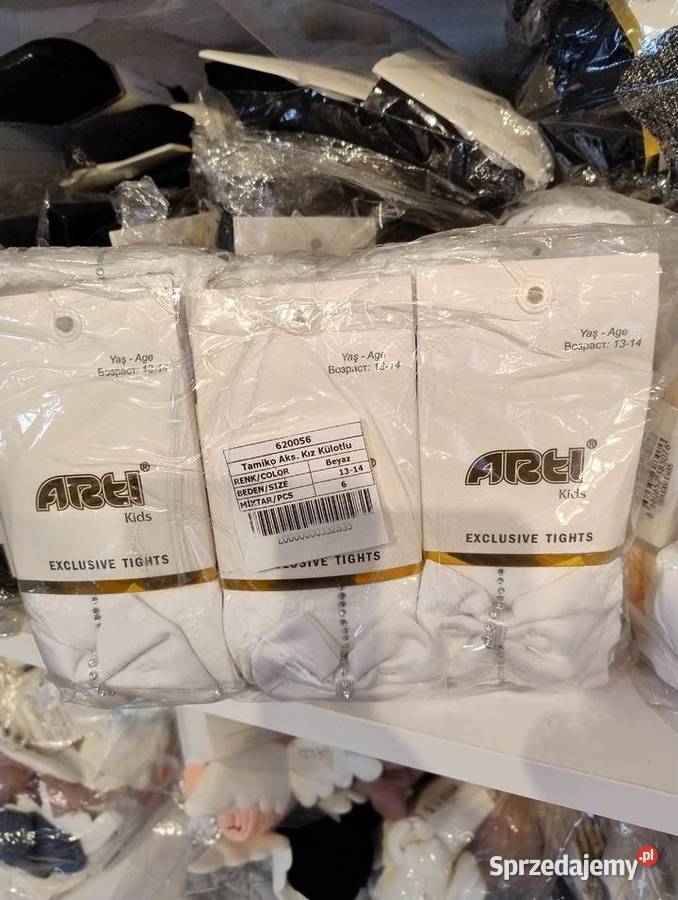 Yaş - Age
Возраст: 13-14
ARTI®
Kids
EXCLUSIVE TIGHTS
Yaş - Age
Возраст: 13-14
620056
Tamiko Aks. Kız Külotlu
RENK/COLOR Beyaz
BEDEN/SIZE 13-14
MİKTAR/PCS 6
EXCLUSIVE TIGHTS
Yaş - Age
Возраст: 13-14
ARTI®
Kids
EXCLUSIVE TIGHTS
Sprzedajemy.pl